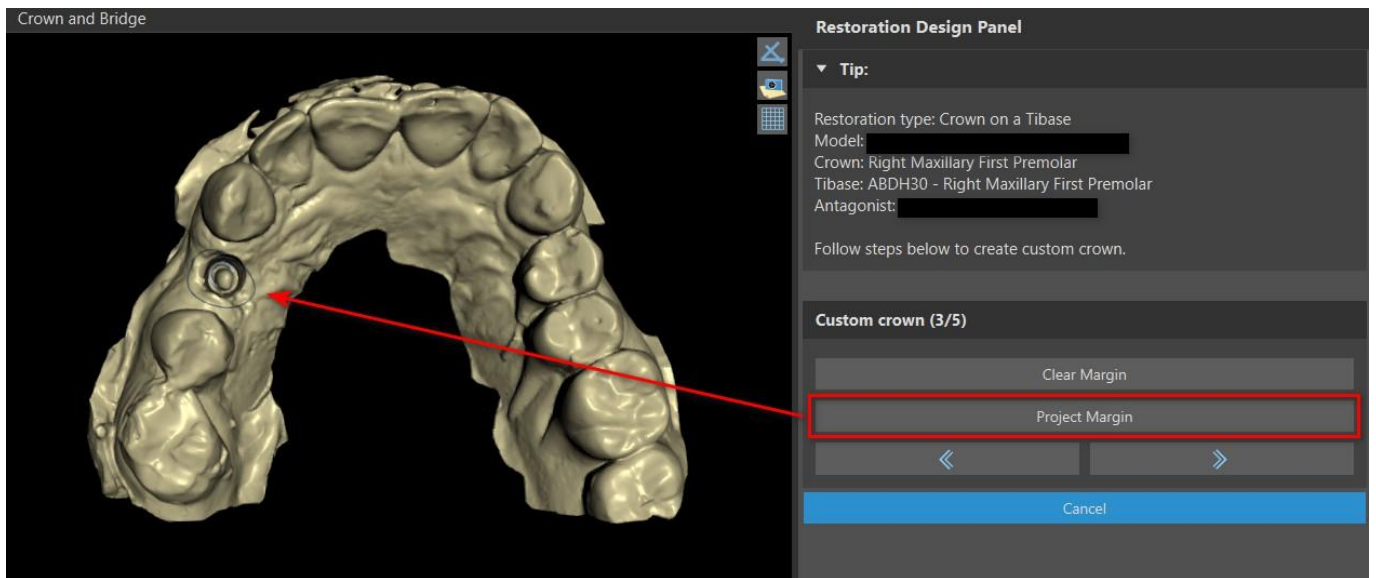 Crown and Bridge
Restoration Design Panel
Tip:
Restoration type: Crown on a Tibase
Model:
Crown: Right Maxillary First Premolar
Tibase: ABDH30 - Right Maxillary First Premolar
Antagonist:
Follow steps below to create custom crown.
Custom crown (3/5)
Clear Margin
Project Margin
Cancel